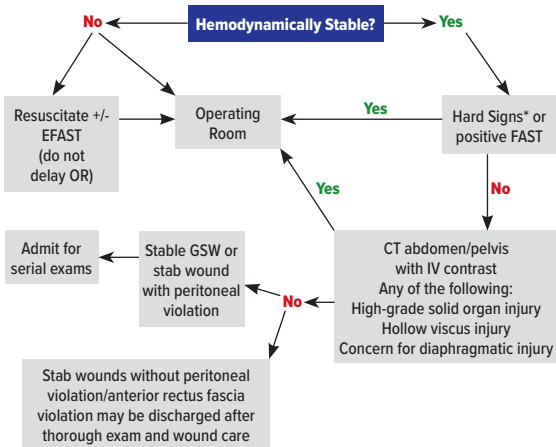 No
Hemodynamically Stable?
Yes
Resuscitate +/-
EFAST
(do not
delay OR)
Operating
Room
Yes
Hard Signs* or
positive FAST
Yes
No
Admit for
serial exams
Stable GSW or
stab wound
with peritoneal
violation
No
CT abdomen/pelvis
with IV contrast
Any of the following:
High-grade solid organ injury
Hollow viscus injury
Concern for diaphragmatic injury
Stab wounds without peritoneal
violation/anterior rectus fascia
violation may be discharged after
thorough exam and wound care